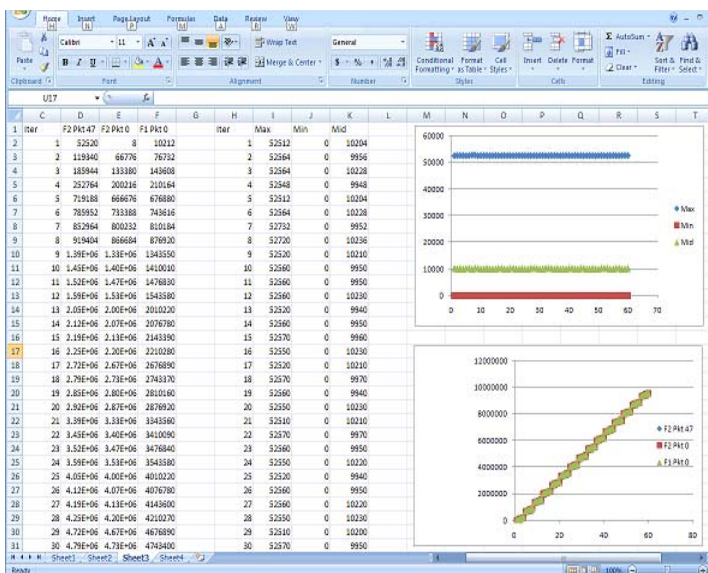 Home Insert Page Layout Formulas Data Review View
H N P M A R W
Calibri 11 A A Wrap Text General Σ AutoSum
Paste B I U A Merge & Center $ % , Conditional Formatting Format as Table Cell Styles Insert Delete Format Fill Clear Sort & Filter Find & Select
Clipboard Font Alignment Number Styles Cells Editing
U17 fx
C D E F G H I J K L M N O P Q R S T
1 Iter F2 Pkt 47 F2 Pkt 0 F1 Pkt 0 Iter Max Min Mid
2 1 52520 8 10212 1 52512 0 10204
3 2 119340 66776 76732 2 52564 0 9956
4 3 185944 133380 143608 3 52564 0 10228
5 4 252764 200216 210164 4 52548 0 9948
6 5 719188 666676 676880 5 52512 0 10204
7 6 785952 733388 743616 6 52564 0 10228
8 7 852964 800232 810184 7 52732 0 9952
9 8 919404 866684 876920 8 52720 0 10236
10 9 1.39E+06 1.33E+06 1343550 9 52520 0 10210
11 10 1.45E+06 1.40E+06 1410010 10 52560 0 9950
12 11 1.52E+06 1.47E+06 1476830 11 52560 0 9950
13 12 1.59E+06 1.53E+06 1543580 12 52560 0 10230
14 13 2.05E+06 2.00E+06 2010220 13 52520 0 9940
15 14 2.12E+06 2.07E+06 2076780 14 52560 0 9950
16 15 2.19E+06 2.13E+06 2143390 15 52570 0 9960
17 16 2.25E+06 2.20E+06 2210280 16 52550 0 10230
18 17 2.72E+06 2.67E+06 2676890 17 52520 0 10210
19 18 2.79E+06 2.73E+06 2743370 18 52570 0 9970
20 19 2.85E+06 2.80E+06 2810160 19 52560 0 9940
21 20 2.92E+06 2.87E+06 2876920 20 52550 0 10230
22 21 3.39E+06 3.33E+06 3343560 21 52510 0 10210
23 22 3.45E+06 3.40E+06 3410090 22 52570 0 9970
24 23 3.52E+06 3.47E+06 3476840 23 52560 0 9950
25 24 3.59E+06 3.53E+06 3543580 24 52550 0 10220
26 25 4.05E+06 4.00E+06 4010220 25 52520 0 9940
27 26 4.12E+06 4.07E+06 4076780 26 52560 0 9950
28 27 4.19E+06 4.13E+06 4143600 27 52560 0 10220
29 28 4.25E+06 4.20E+06 4210270 28 52550 0 10230
30 29 4.72E+06 4.67E+06 4676890 29 52510 0 10200
31 30 4.79E+06 4.73E+06 4743400 30 52570 0 9950
60000
50000
40000
30000
20000
10000
0
0 10 20 30 40 50 60 70
Max
Min
Mid
12000000
10000000
8000000
6000000
4000000
2000000
0
0 20 40 60 80
F2 Pkt 47
F2 Pkt 0
F1 Pkt 0
Sheet1 Sheet2 Sheet3 Sheet4
Ready 100%